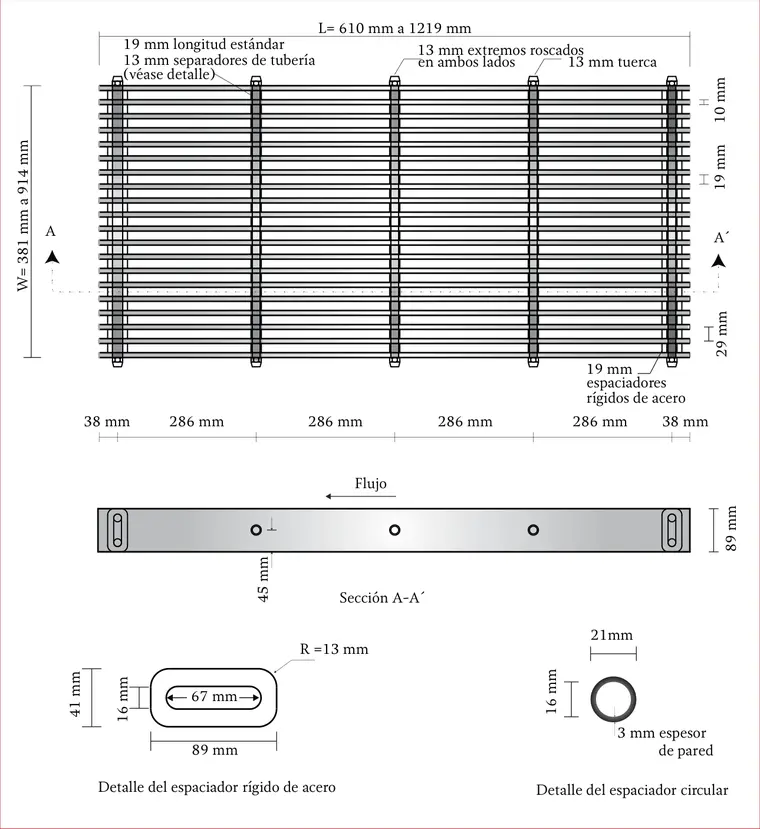 L= 610 mm a 1219 mm
19 mm longitud estándar
13 mm separadores de tubería
(véase detalle)
13 mm extremos roscados
en ambos lados
13 mm tuerca
10 mm
19 mm
W= 381 mm a 914 mm
A
A´
29 mm
19 mm
espaciadores
rígidos de acero
38 mm 286 mm 286 mm 286 mm 286 mm 38 mm
Flujo
89 mm
45 mm
Sección A-A´
R =13 mm
41 mm
16 mm
67 mm
89 mm
21mm
16 mm
3 mm espesor
de pared
Detalle del espaciador rígido de acero
Detalle del espaciador circular